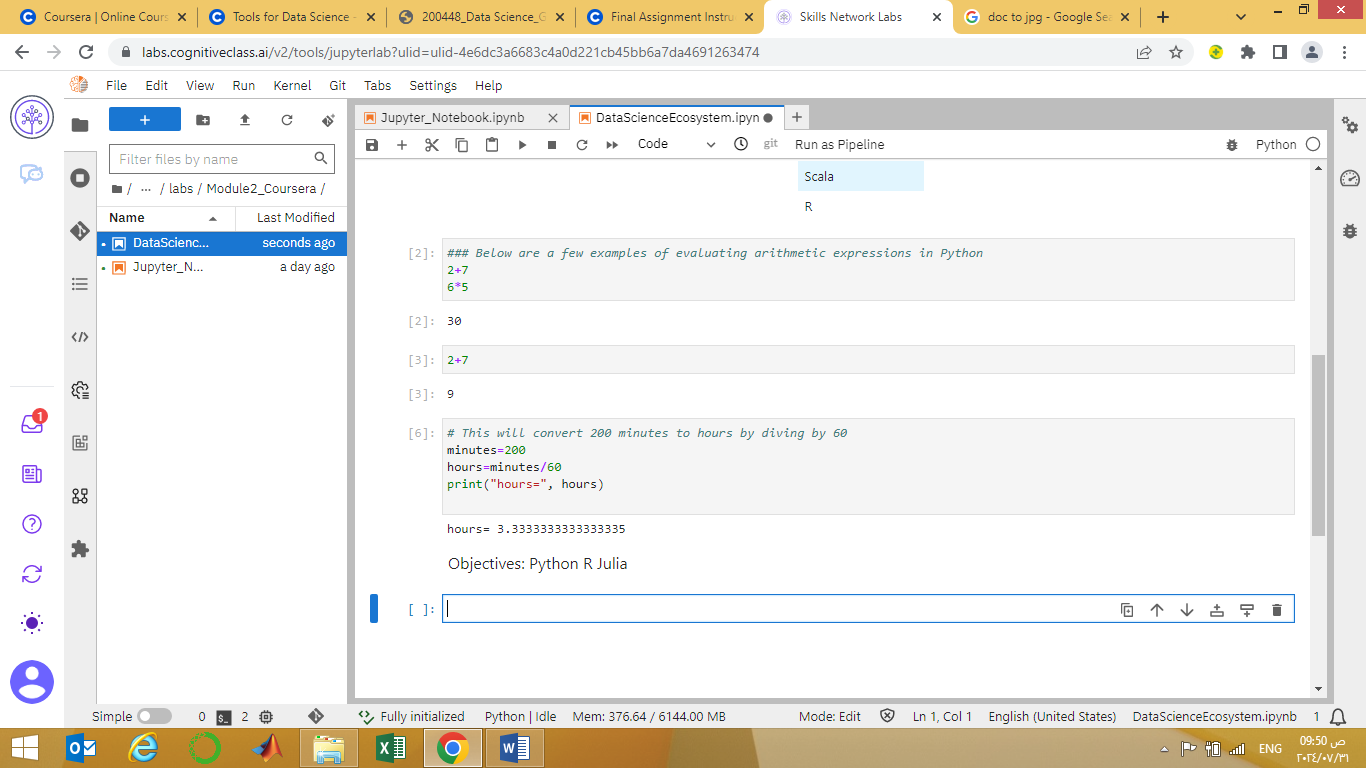 Coursera | Online Cours
Tools for Data Science -
200448_Data Science_G
Final Assignment Instru
Skills Network Labs
doc to jpg - Google Sea
labs.cognitiveclass.ai/v2/tools/jupyterlab?ulid=ulid-4e6dc3a6683c4a0d221cb45bb6a7da4691263474
File Edit View Run Kernel Git Tabs Settings Help
Jupyter_Notebook.ipynb
DataScienceEcosystem.ipyn
Filter files by name
/ ... / labs / Module2_Coursera /
Name Last Modified
DataScienc... seconds ago
Jupyter_N... a day ago
Code
git
Run as Pipeline
Python
Scala
R
[2]: ### Below are a few examples of evaluating arithmetic expressions in Python
2+7
6*5
[2]: 30
[3]: 2+7
[3]: 9
[6]: # This will convert 200 minutes to hours by diving by 60
minutes=200
hours=minutes/60
print("hours=", hours)
hours= 3.3333333333333335
Objectives: Python R Julia
[ ]:
1
Simple 0 2 Fully initialized Python | Idle Mem: 376.64 / 6144.00 MB Mode: Edit Ln 1, Col 1 English (United States) DataScienceEcosystem.ipynb 1
ENG
09:50 ص
٢٠٢٤/٠٧/٣١